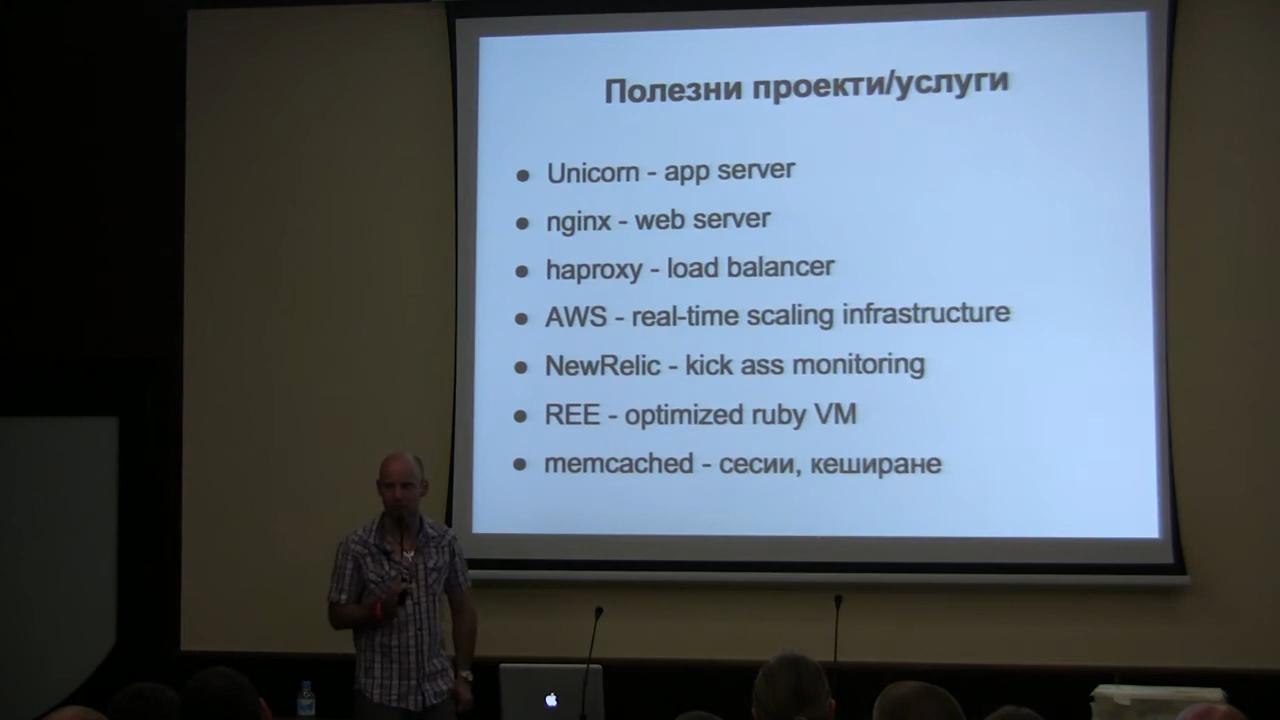 Полезни проекти/услуги
● Unicorn - app server
● nginx - web server
● haproxy - load balancer
● AWS - real-time scaling infrastructure
● NewRelic - kick ass monitoring
● REE - optimized ruby VM
● memcached - сесии, кеширане